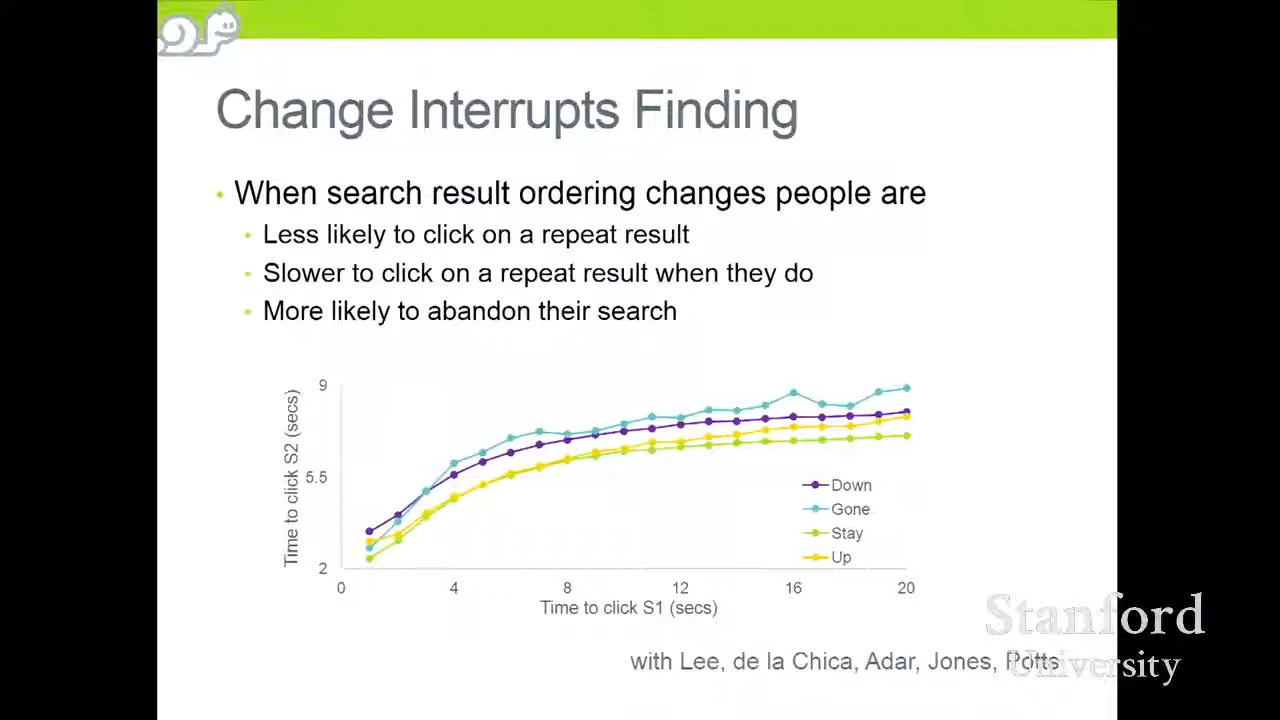 Change Interrupts Finding
• When search result ordering changes people are
• Less likely to click on a repeat result
• Slower to click on a repeat result when they do
• More likely to abandon their search
Time to click S2 (secs)
9
5.5
2
0 4 8 12 16 20
Time to click S1 (secs)
Down
Gone
Stay
Up
with Lee, de la Chica, Adar, Jones, Potts
Stanford
University